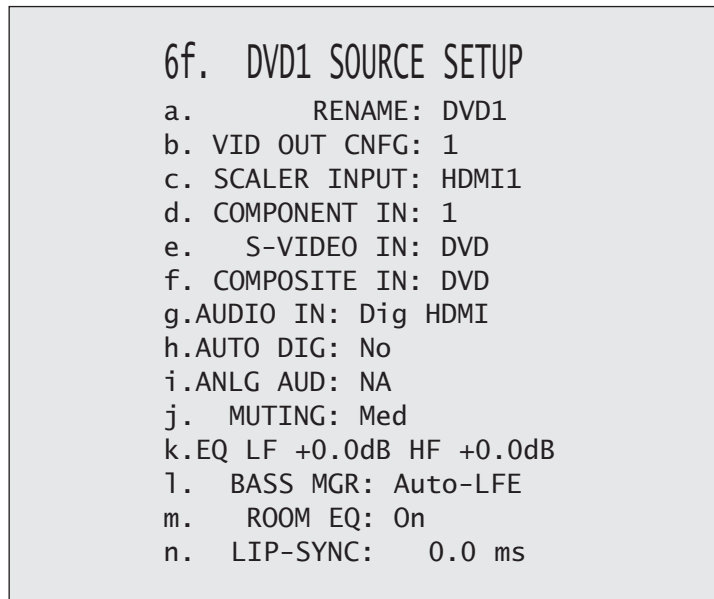 6f. DVD1 SOURCE SETUP
a. RENAME: DVD1
b. VID OUT CNFG: 1
c. SCALER INPUT: HDMI1
d. COMPONENT IN: 1
e. S-VIDEO IN: DVD
f. COMPOSITE IN: DVD
g.AUDIO IN: Dig HDMI
h.AUTO DIG: No
i.ANLG AUD: NA
j. MUTING: Med
k.EQ LF +0.0dB HF +0.0dB
l. BASS MGR: Auto-LFE
m. ROOM EQ: On
n. LIP-SYNC: 0.0 ms